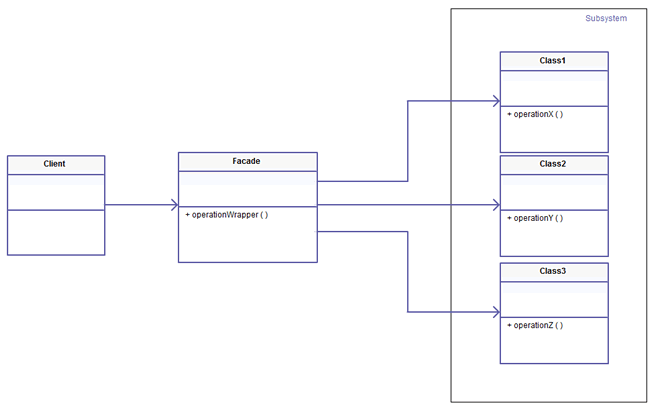 Subsystem
Class1
+ operationX ( )
Client
Facade
+ operationWrapper ( )
Class2
+ operationY ( )
Class3
+ operationZ ( )